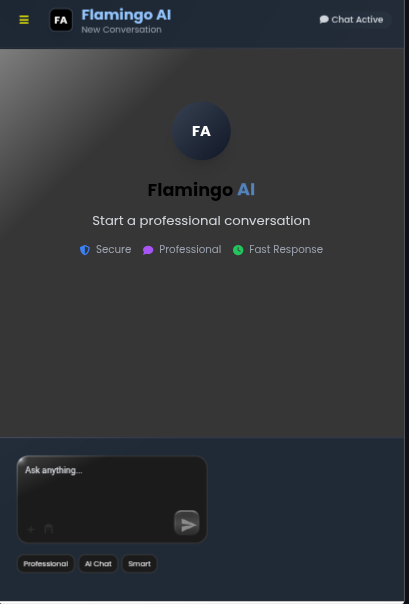 FA
Flamingo AI
New Conversation
Chat Active
FA
Flamingo AI
Start a professional conversation
Secure Professional Fast Response
Ask anything...
Professional AI Chat Smart